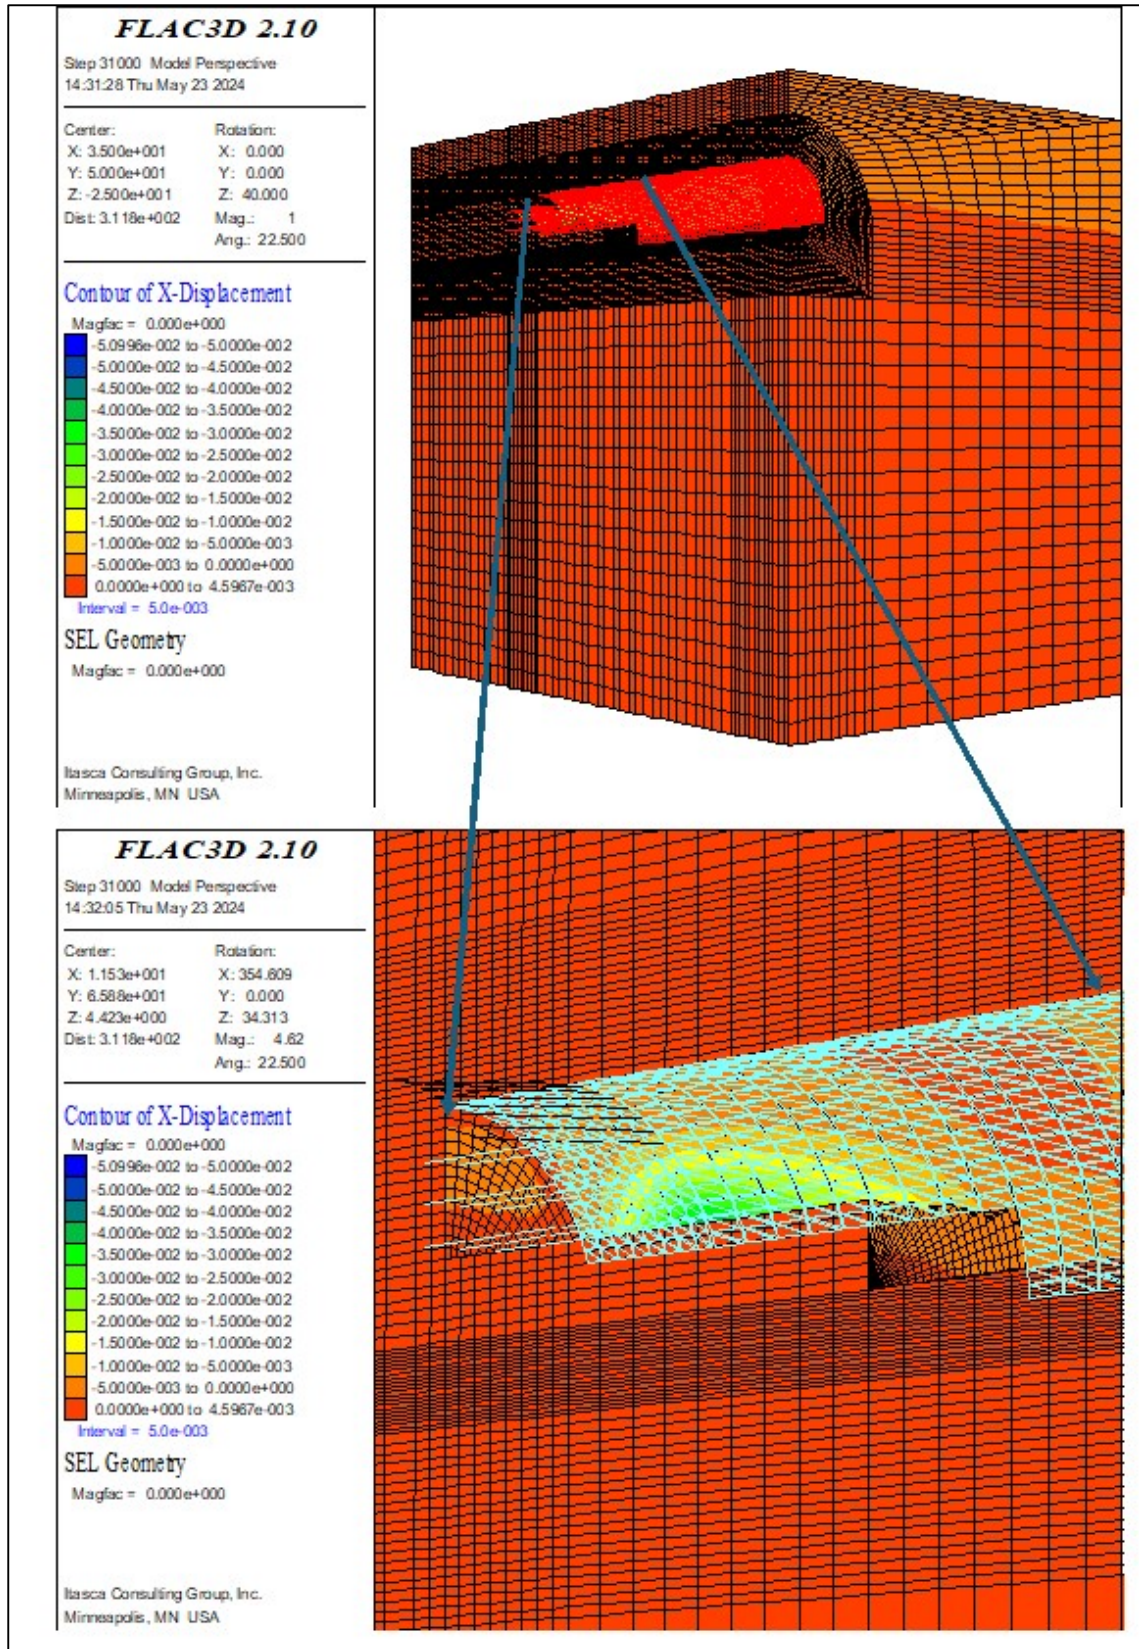 FLAC3D 2.10
Step 31000 Model Perspective
14:31:28 Thu May 23 2024
Center: Rotation:
X: 3.500e+001 X: 0.000
Y: 5.000e+001 Y: 0.000
Z: -2.500e+001 Z: 40.000
Dist: 3.118e+002 Mag.: 1
Ang.: 22.500
Contour of X-Displacement
Magfac = 0.000e+000
-5.0996e-002 to -5.0000e-002
-5.0000e-002 to -4.5000e-002
-4.5000e-002 to -4.0000e-002
-4.0000e-002 to -3.5000e-002
-3.5000e-002 to -3.0000e-002
-3.0000e-002 to -2.5000e-002
-2.5000e-002 to -2.0000e-002
-2.0000e-002 to -1.5000e-002
-1.5000e-002 to -1.0000e-002
-1.0000e-002 to -5.0000e-003
-5.0000e-003 to 0.0000e+000
0.0000e+000 to 4.5967e-003
Interval = 5.0e-003
SEL Geometry
Magfac = 0.000e+000
Itasca Consulting Group, Inc.
Minneapolis, MN USA
FLAC3D 2.10
Step 31000 Model Perspective
14:32:05 Thu May 23 2024
Center: Rotation:
X: 1.153e+001 X: 354.609
Y: 6.588e+001 Y: 0.000
Z: 4.423e+000 Z: 34.313
Dist: 3.118e+002 Mag.: 4.62
Ang.: 22.500
Contour of X-Displacement
Magfac = 0.000e+000
-5.0996e-002 to -5.0000e-002
-5.0000e-002 to -4.5000e-002
-4.5000e-002 to -4.0000e-002
-4.0000e-002 to -3.5000e-002
-3.5000e-002 to -3.0000e-002
-3.0000e-002 to -2.5000e-002
-2.5000e-002 to -2.0000e-002
-2.0000e-002 to -1.5000e-002
-1.5000e-002 to -1.0000e-002
-1.0000e-002 to -5.0000e-003
-5.0000e-003 to 0.0000e+000
0.0000e+000 to 4.5967e-003
Interval = 5.0e-003
SEL Geometry
Magfac = 0.000e+000
Itasca Consulting Group, Inc.
Minneapolis, MN USA